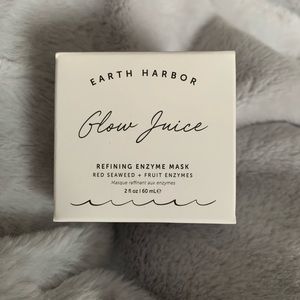 EARTH HARBOR
Glow Juice
REFINING ENZYME MASK
RED SEAWEED + FRUIT ENZYMES
Masque raffinant aux enzymes
2 fl oz | 60 mL ℮